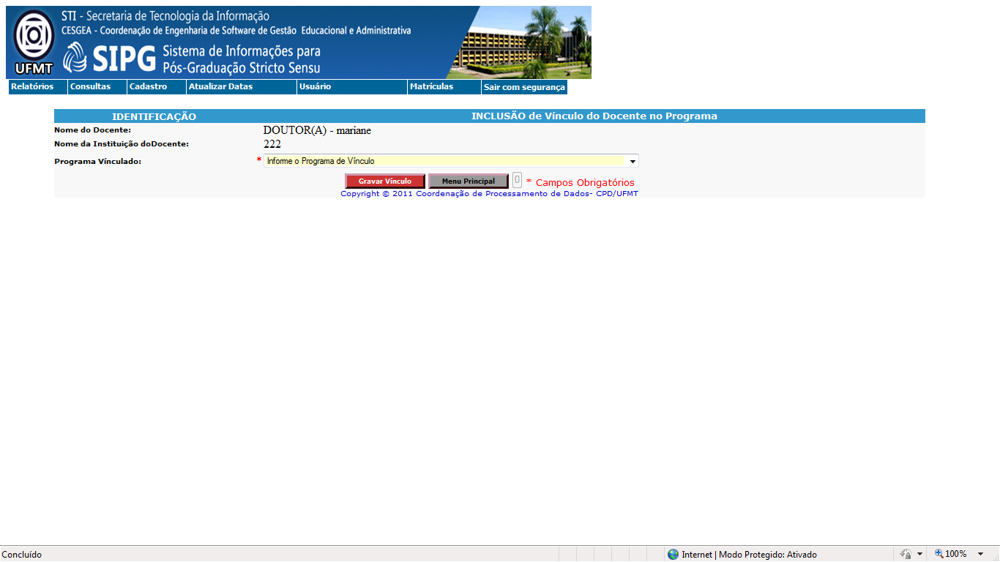 STI - Secretaria de Tecnologia da Informação
CESGEA - Coordenação de Engenharia de Software de Gestão Educacional e Administrativa
SIPG Sistema de Informações para
Pós-Graduação Stricto Sensu
UFMT
Relatórios Consultas Cadastro Atualizar Datas Usuário Matrículas Sair com segurança
IDENTIFICAÇÃO INCLUSÃO de Vínculo do Docente no Programa
Nome do Docente: DOUTOR(A) - mariane
Nome da Instituição doDocente: 222
Programa Vínculado: * Informe o Programa de Vínculo
Gravar Vínculo Menu Principal 0 * Campos Obrigatórios
Copyright © 2011 Coordenação de Processamento de Dados- CPD/UFMT
Concluído Internet | Modo Protegido: Ativado 100%